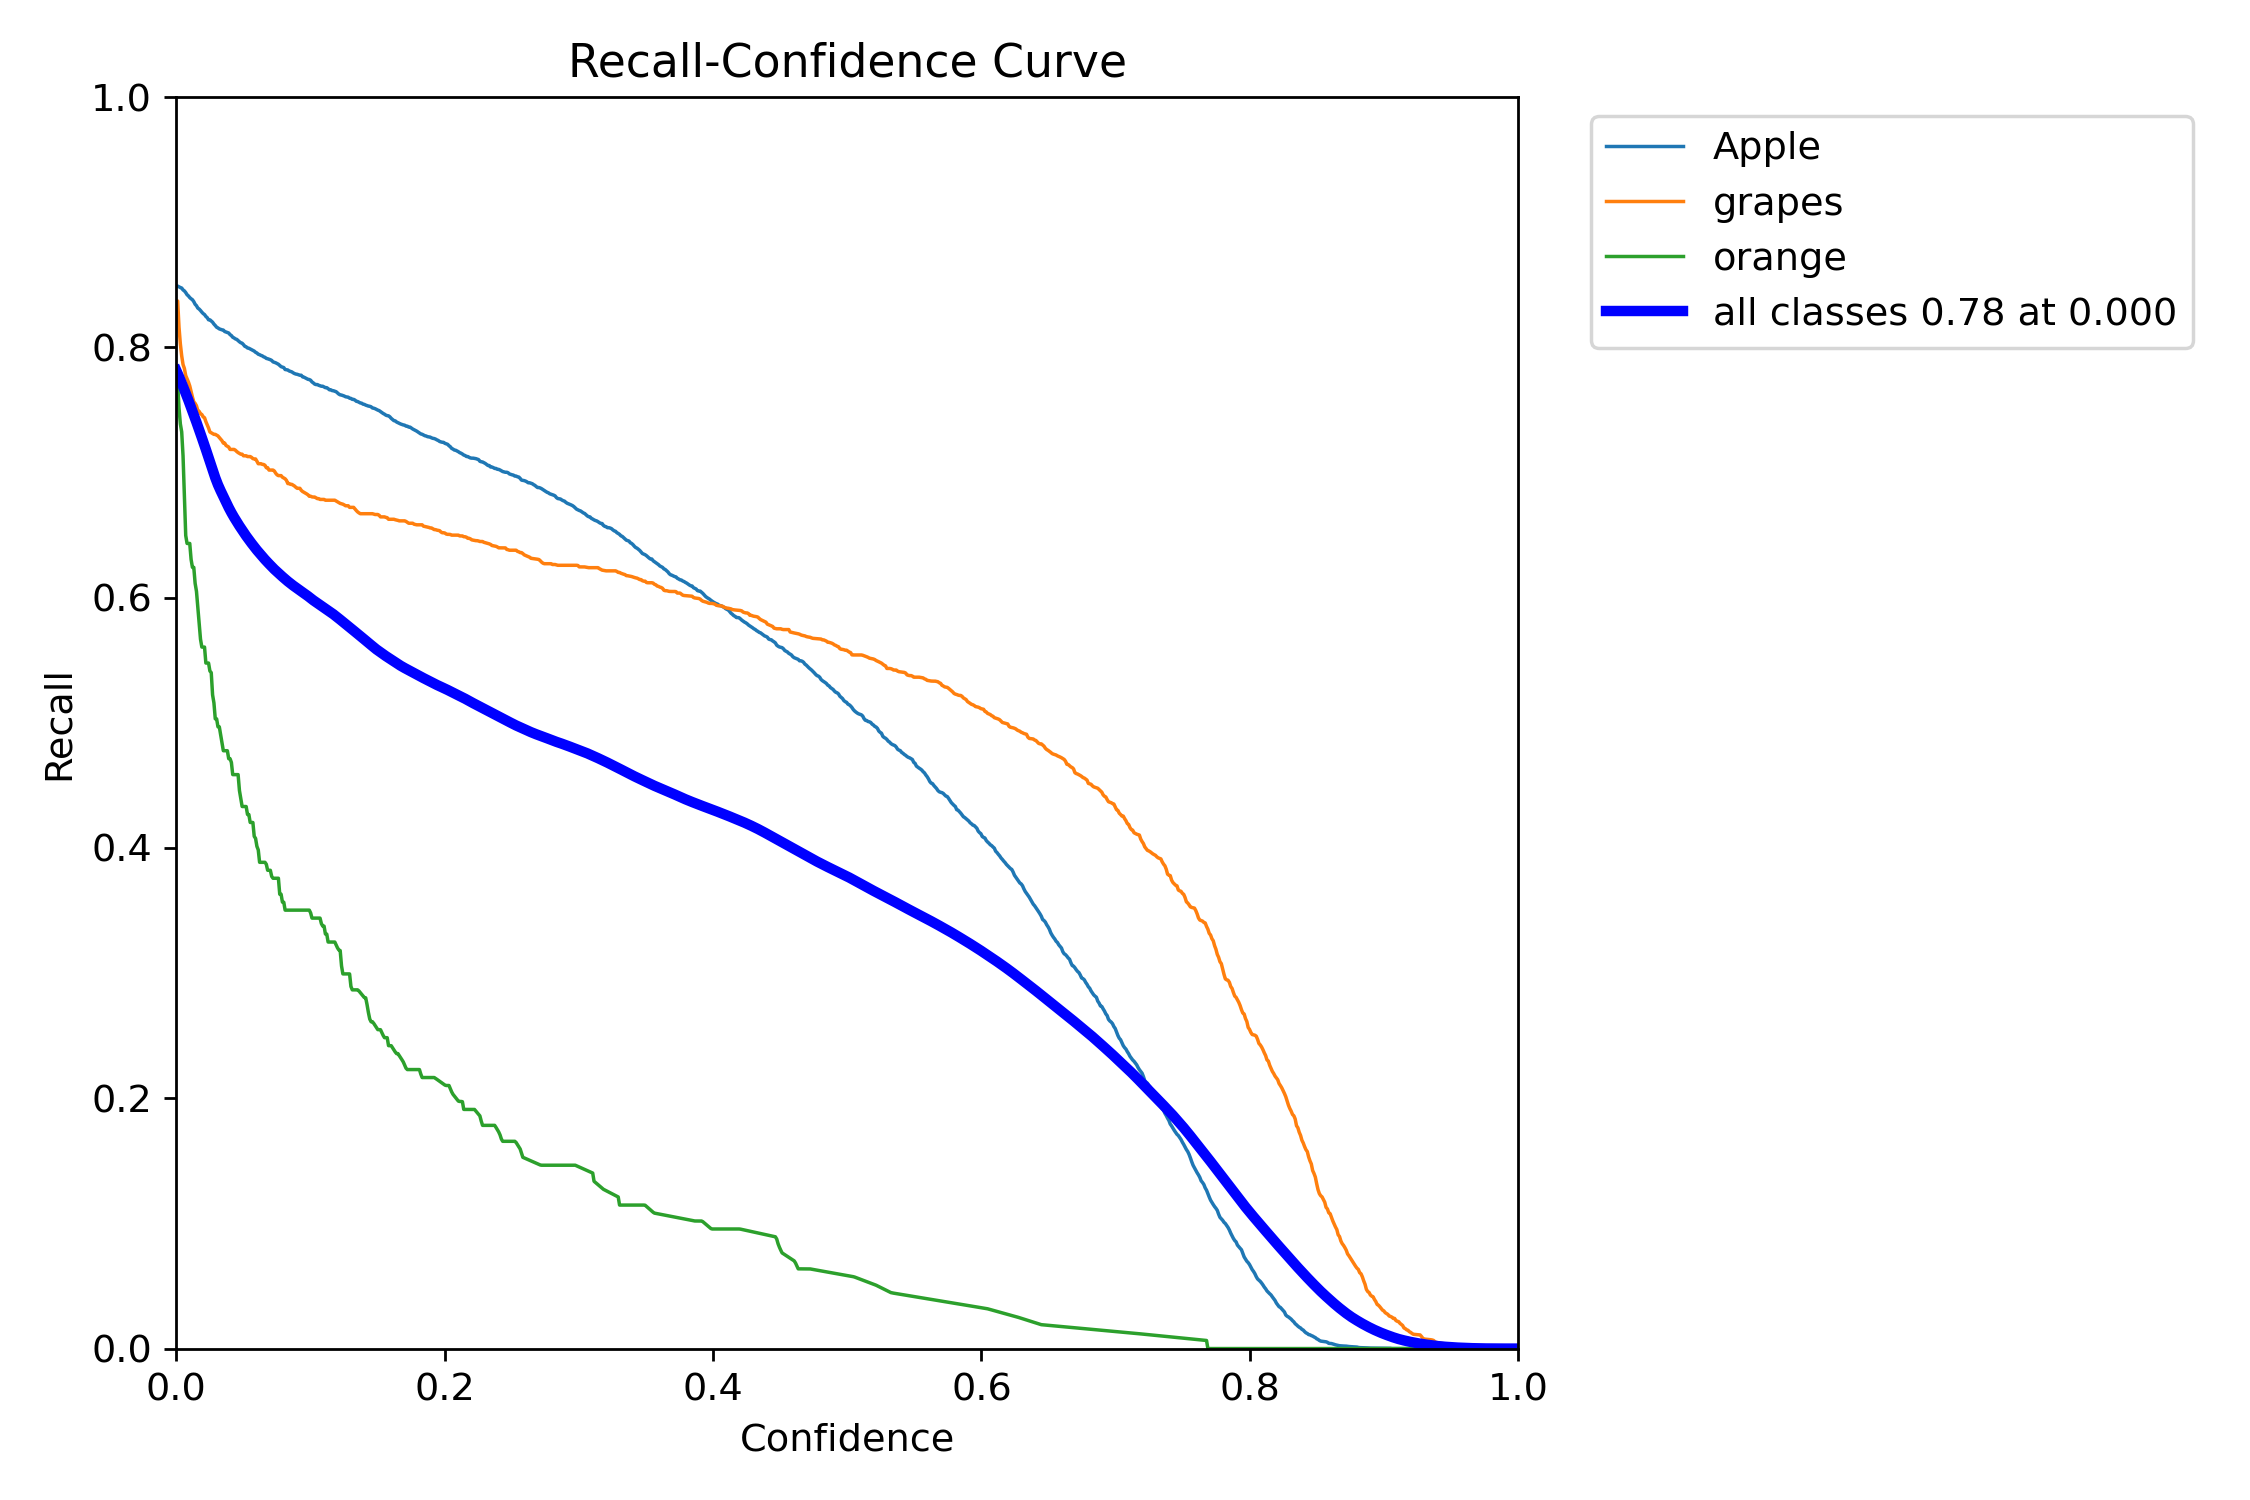 Recall-Confidence Curve
1.0
0.8
0.6
0.4
0.2
0.0
Recall
0.0 0.2 0.4 0.6 0.8 1.0
Confidence
Apple
grapes
orange
all classes 0.78 at 0.000